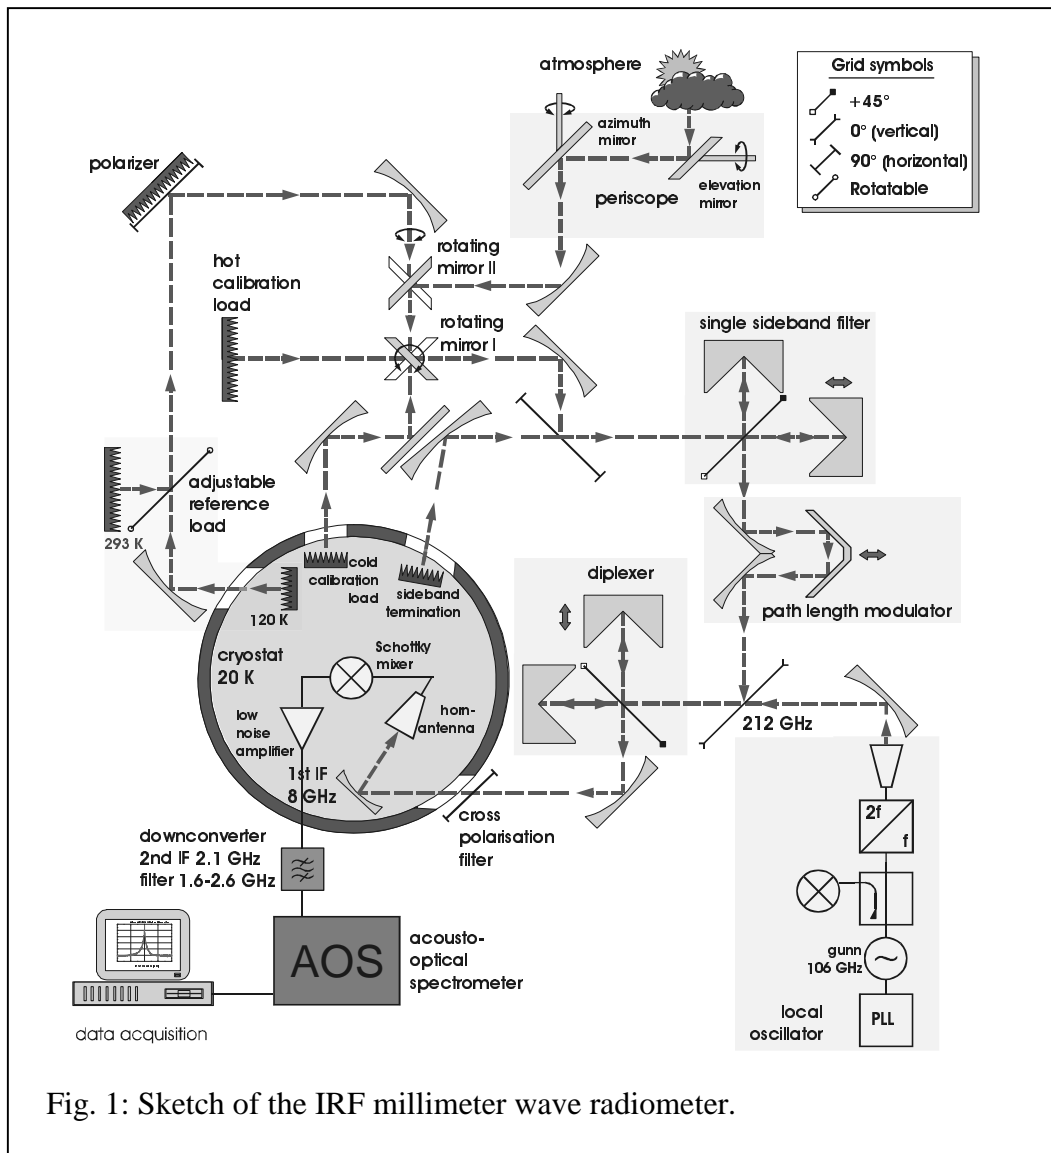 atmosphere
Grid symbols
+45°
0° (vertical)
90° (horizontal)
Rotatable
azimuth
mirror
periscope
elevation
mirror
polarizer
rotating
mirror II
hot
calibration
load
rotating
mirror I
single sideband filter
adjustable
reference
load
293 K
cold
calibration
load
sideband
termination
120 K
diplexer
path length modulator
cryostat
20 K
Schottky
mixer
low
noise
amplifier
horn-
antenna
1st IF
8 GHz
212 GHz
cross
polarisation
filter
2f
f
downconverter
2nd IF 2.1 GHz
filter 1.6-2.6 GHz
AOS
acousto-
optical
spectrometer
gunn
106 GHz
~
PLL
local
oscillator
data acquisition
Fig. 1: Sketch of the IRF millimeter wave radiometer.